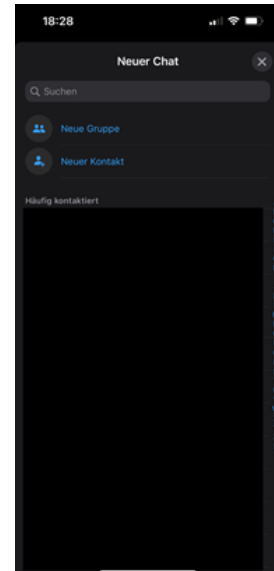 18:28
Neuer Chat
Suchen
Neue Gruppe
Neuer Kontakt
Häufig kontaktiert